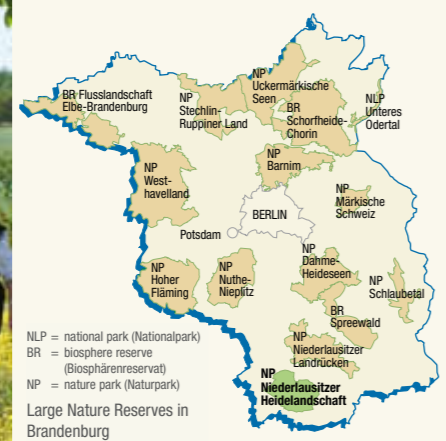 NP
Uckermärkische
Seen
BR Flusslandschaft
Elbe-Brandenburg
NP
Stechlin-
Ruppiner Land
BR
Schorfheide-
Chorin
NLP
Unteres
Odertal
NP
West-
havelland
NP
Barnim
NP
Märkische
Schweiz
BERLIN
Potsdam
NP
Hoher
Fläming
NP
Nuthe-
Nieplitz
NP
Dahme-
Heideseen
NP
Schlaubetal
BR
Spreewald
NP
Niederlausitzer
Landrücken
NP
Niederlausitzer
Heidelandschaft
NLP = national park (Nationalpark)
BR = biosphere reserve
(Biosphärenreservat)
NP = nature park (Naturpark)
Large Nature Reserves in
Brandenburg